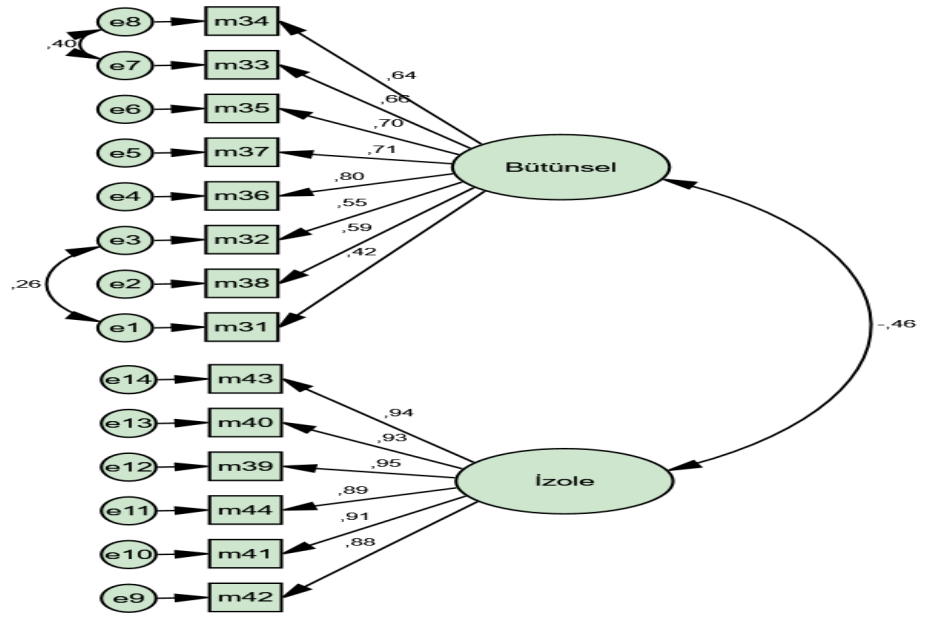 e8 m34
,40
e7 m33
,64
,66
e6 m35
,70
e5 m37
,71
Bütünsel
e4 m36
,80
,55
e3 m32
,59
,42
,26
e2 m38
e1 m31
-,46
e14 m43
,94
e13 m40
,93
e12 m39
,95
İzole
e11 m44
,89
,91
e10 m41
,88
e9 m42